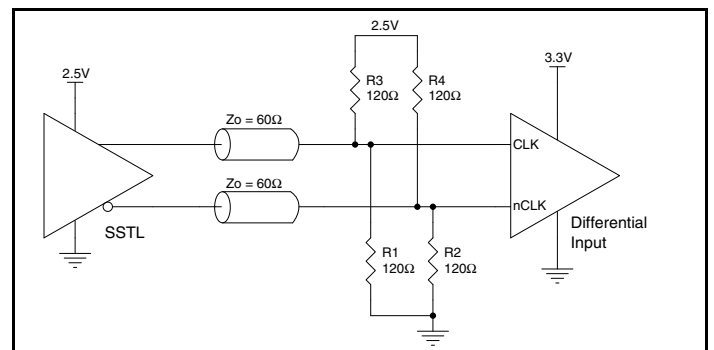 2.5V
3.3V
2.5V
R3
120Ω
R4
120Ω
Zo = 60Ω
CLK
Zo = 60Ω
nCLK
SSTL
Differential
Input
R1
120Ω
R2
120Ω